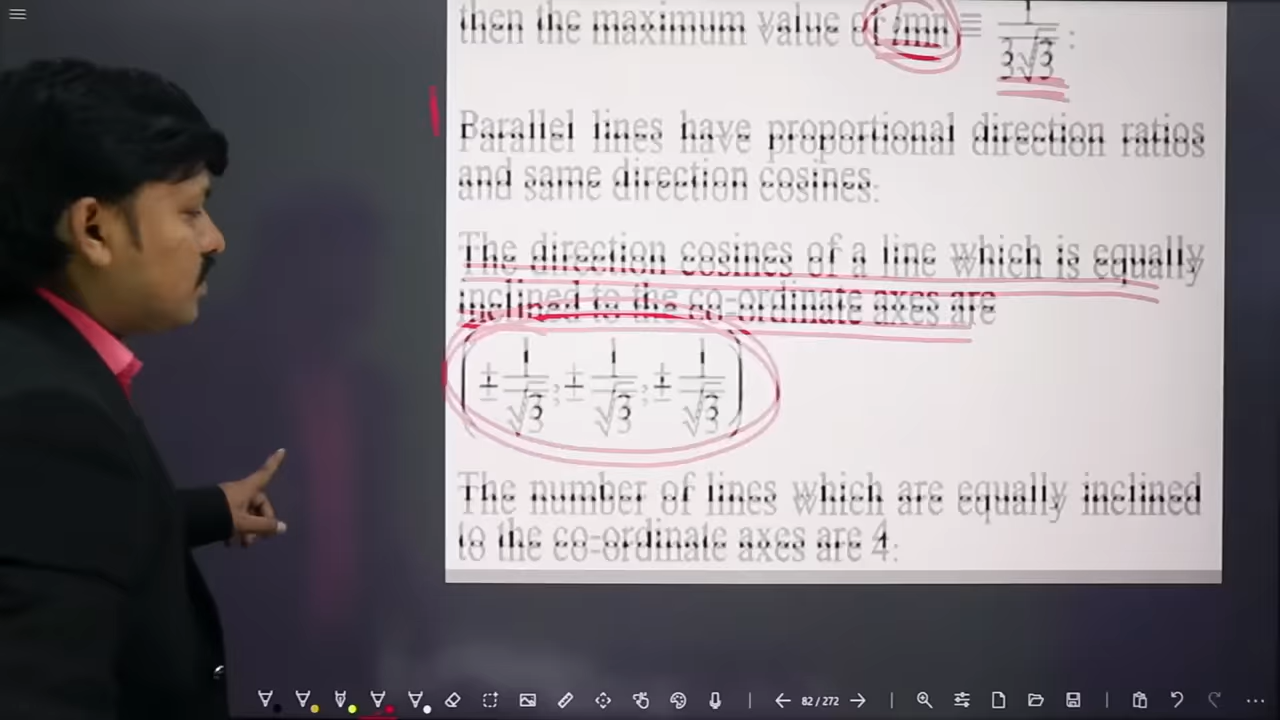 then the maximum value of lmn = 1/(3√3).
Parallel lines have proportional direction ratios
and same direction cosines.
The direction cosines of a line which is equally
inclined to the co-ordinate axes are
(± 1/√3, ± 1/√3, ± 1/√3)
The number of lines which are equally inclined
to the co-ordinate axes are 4.
82 / 272